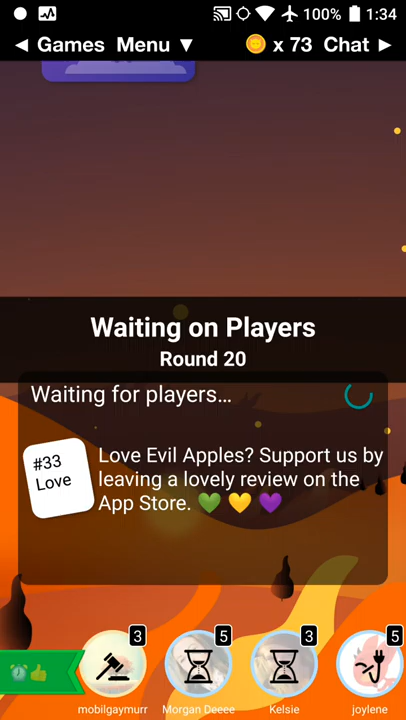 100% 1:34
◄ Games Menu ▼ x 73 Chat ►
Waiting on Players
Round 20
Waiting for players...
#33
Love
Love Evil Apples? Support us by
leaving a lovely review on the
App Store. 💚 💛 💜
3 5 3 5
mobilgaymurr Morgan Deeee Kelsie joylene